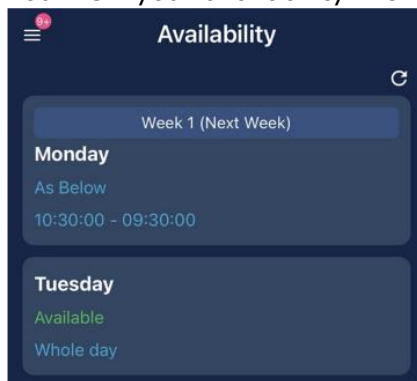 9+
Availability
Week 1 (Next Week)
Monday
As Below
10:30:00 - 09:30:00
Tuesday
Available
Whole day